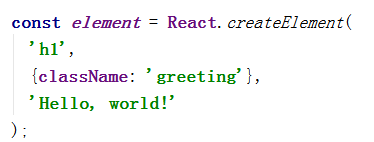 const element = React.createElement(
  'h1',
  {className: 'greeting'},
  'Hello, world!'
);